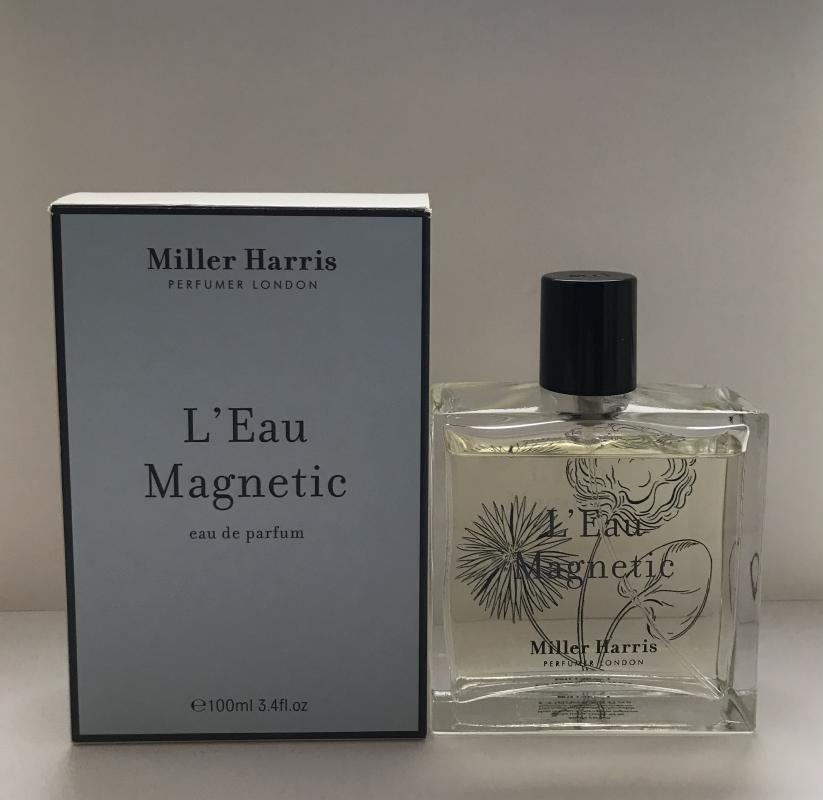 Miller Harris
PERFUMER LONDON
L'Eau
Magnetic
eau de parfum
℮100ml 3.4fl.oz
L'Eau
Magnetic
Miller Harris
PERFUMER LONDON